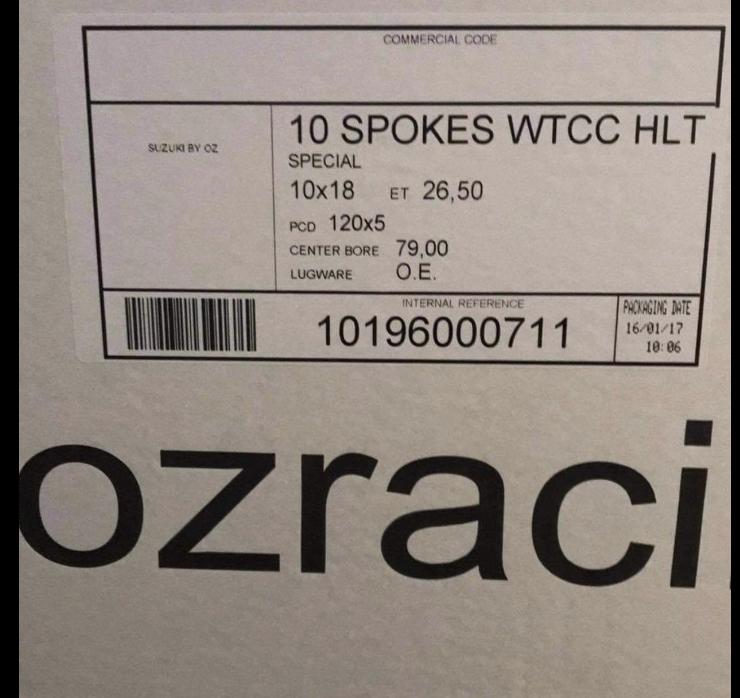 COMMERCIAL CODE
SUZUKI BY OZ
10 SPOKES WTCC HLT
SPECIAL
10x18 ET 26,50
PCD 120x5
CENTER BORE 79,00
LUGWARE O.E.
INTERNAL REFERENCE
10196000711
PACKAGING DATE
16/01/17
10:06
ozraci